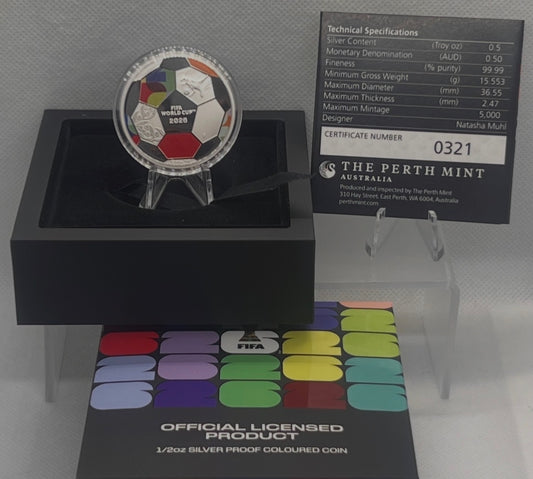 FIFA
WORLD CUP
2026
Technical Specifications
Silver Content (Troy oz) 0.5
Monetary Denomination (AUD) 0.50
Fineness (% purity) 99.99
Minimum Gross Weight (g) 15.553
Maximum Diameter (mm) 36.55
Maximum Thickness (mm) 2.47
Maximum Mintage 5,000
Designer Natasha Muhl
CERTIFICATE NUMBER 0321
THE PERTH MINT
AUSTRALIA
Produced and inspected by The Perth Mint
310 Hay Street, East Perth, WA 6004, Australia
perthmint.com
FIFA
OFFICIAL LICENSED
PRODUCT
1/2oz SILVER PROOF COLOURED COIN